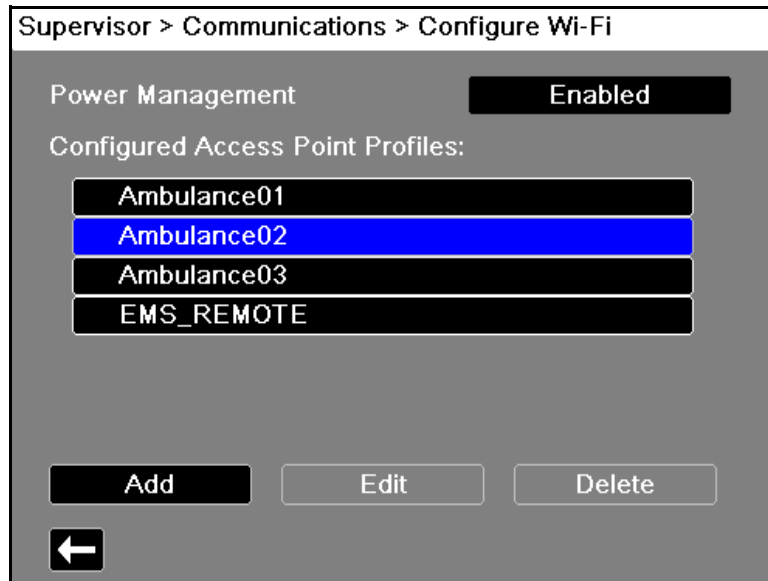 Supervisor > Communications > Configure Wi-Fi
Power Management Enabled
Configured Access Point Profiles:
Ambulance01
Ambulance02
Ambulance03
EMS_REMOTE
Add Edit Delete